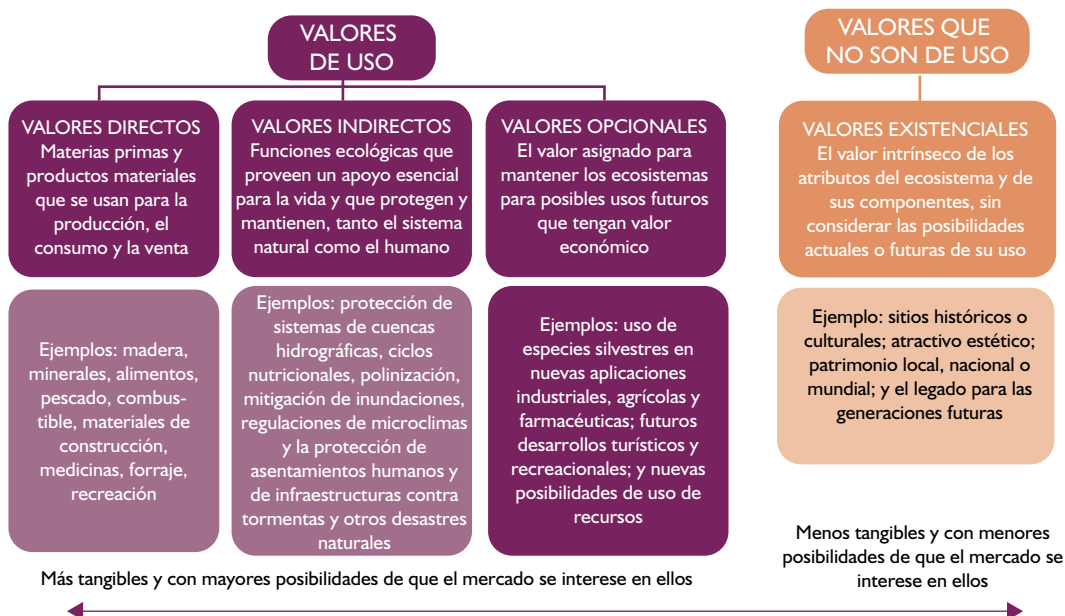 VALORES
DE USO
VALORES QUE
NO SON DE USO
VALORES DIRECTOS
Materias primas y
productos materiales
que se usan para la
producción, el
consumo y la venta
VALORES INDIRECTOS
Funciones ecológicas que
proveen un apoyo esencial
para la vida y que protegen y
mantienen, tanto el sistema
natural como el humano
VALORES OPCIONALES
El valor asignado para
mantener los ecosistemas
para posibles usos futuros
que tengan valor
económico
VALORES EXISTENCIALES
El valor intrínseco de los
atributos del ecosistema y de
sus componentes, sin
considerar las posibilidades
actuales o futuras de su uso
Ejemplos: madera,
minerales, alimentos,
pescado, combus-
tible, materiales de
construcción,
medicinas, forraje,
recreación
Ejemplos: protección de
sistemas de cuencas
hidrográficas, ciclos
nutricionales, polinización,
mitigación de inundaciones,
regulaciones de microclimas
y la protección de
asentamientos humanos y
de infraestructuras contra
tormentas y otros desastres
naturales
Ejemplos: uso de
especies silvestres en
nuevas aplicaciones
industriales, agrícolas y
farmacéuticas; futuros
desarrollos turísticos y
recreacionales; y nuevas
posibilidades de uso de
recursos
Ejemplo: sitios históricos o
culturales; atractivo estético;
patrimonio local, nacional o
mundial; y el legado para las
generaciones futuras
Más tangibles y con mayores posibilidades de que el mercado se interese en ellos
Menos tangibles y con menores
posibilidades de que el mercado se
interese en ellos